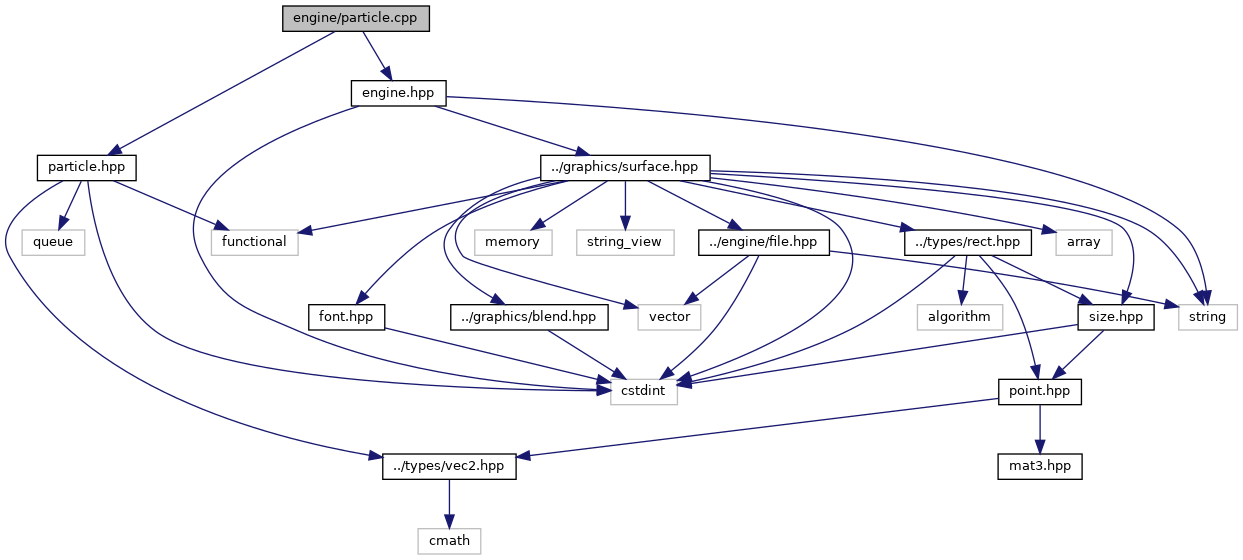 engine/particle.cpp
engine.hpp
particle.hpp
../graphics/surface.hpp
queue
functional
memory
string_view
../engine/file.hpp
../types/rect.hpp
array
font.hpp
../graphics/blend.hpp
vector
algorithm
size.hpp
string
cstdint
point.hpp
../types/vec2.hpp
mat3.hpp
cmath